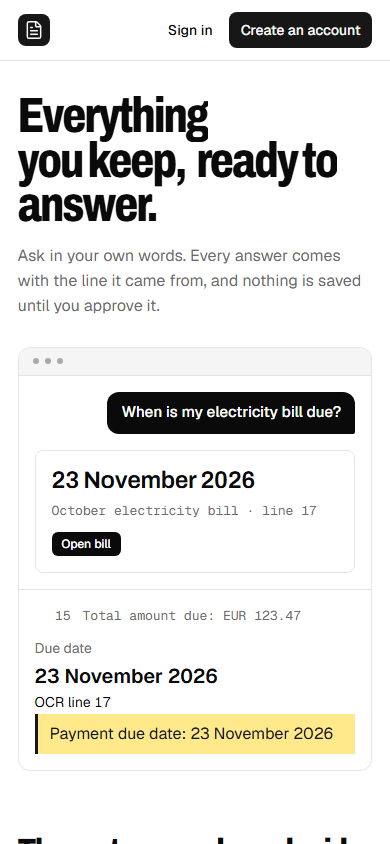 Sign in
Create an account
Everything
you keep, ready to
answer.
Ask in your own words. Every answer comes
with the line it came from, and nothing is saved
until you approve it.
When is my electricity bill due?
23 November 2026
October electricity bill · line 17
Open bill
15 Total amount due: EUR 123.47
Due date
23 November 2026
OCR line 17
Payment due date: 23 November 2026